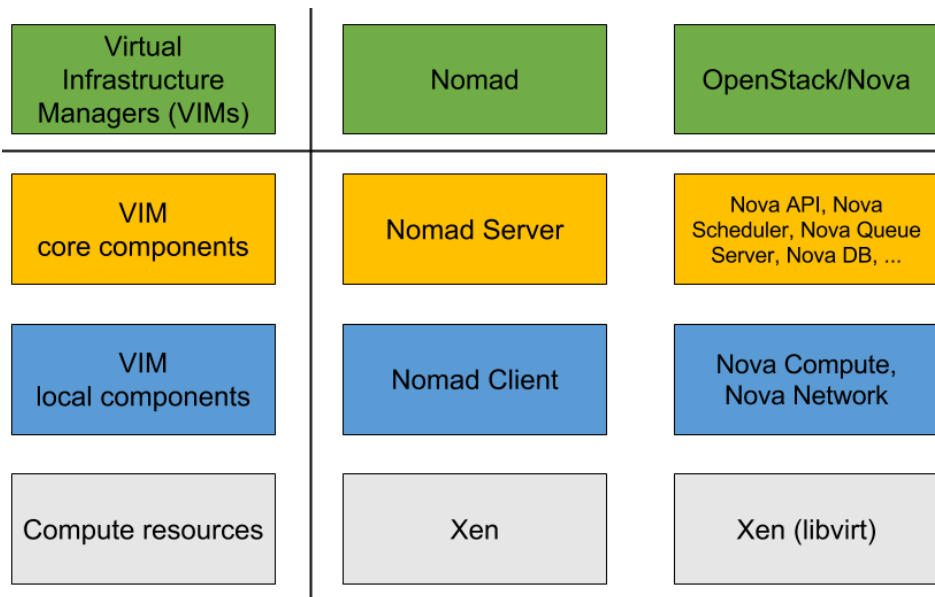 Virtual
Infrastructure
Managers (VIMs)
Nomad
OpenStack/Nova
VIM
core components
Nomad Server
Nova API, Nova
Scheduler, Nova Queue
Server, Nova DB, ...
VIM
local components
Nomad Client
Nova Compute,
Nova Network
Compute resources
Xen
Xen (libvirt)